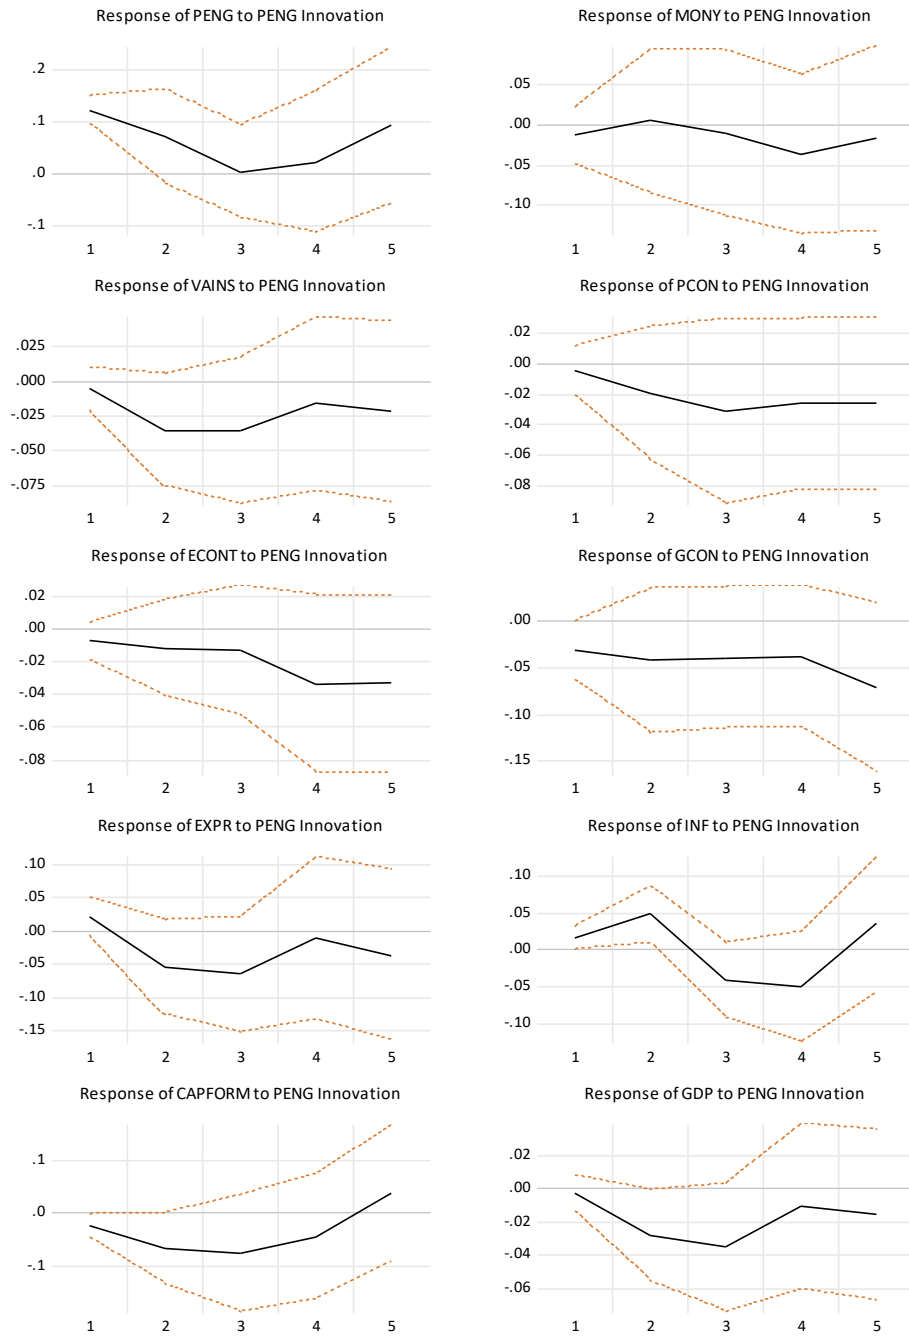 Response of PENG to PENG Innovation
.2
.1
.0
-.1
1 2 3 4 5
Response of MONY to PENG Innovation
.05
.00
-.05
-.10
1 2 3 4 5
Response of VAINS to PENG Innovation
.025
.000
-.025
-.050
-.075
1 2 3 4 5
Response of PCON to PENG Innovation
.02
.00
-.02
-.04
-.06
-.08
1 2 3 4 5
Response of ECONT to PENG Innovation
.02
.00
-.02
-.04
-.06
-.08
1 2 3 4 5
Response of GCON to PENG Innovation
.00
-.05
-.10
-.15
1 2 3 4 5
Response of EXPR to PENG Innovation
.10
.05
.00
-.05
-.10
-.15
1 2 3 4 5
Response of INF to PENG Innovation
.10
.05
.00
-.05
-.10
1 2 3 4 5
Response of CAPFORM to PENG Innovation
.1
.0
-.1
1 2 3 4 5
Response of GDP to PENG Innovation
.02
.00
-.02
-.04
-.06
1 2 3 4 5